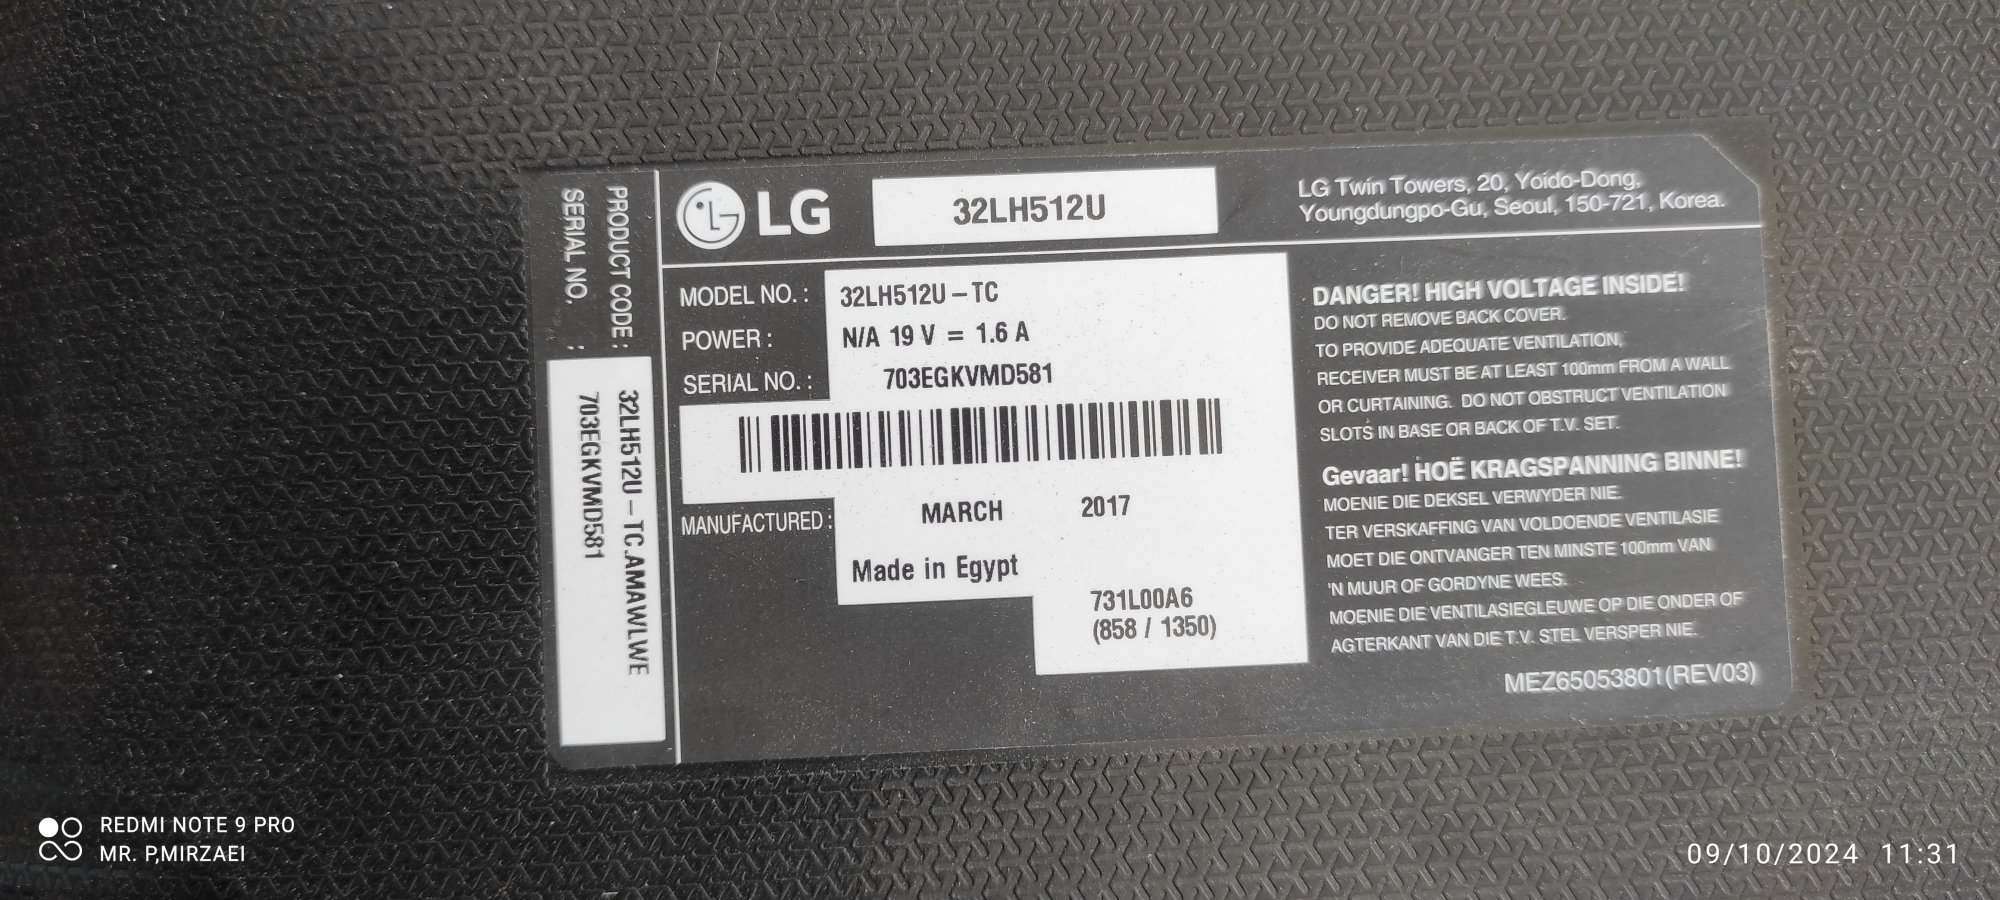 PRODUCT CODE :
SERIAL NO. :
32LH512U – TC.AMAWLWE
703EGKVMD581
LG
32LH512U
LG Twin Towers, 20, Yoido-Dong,
Youngdungpo-Gu, Seoul, 150-721, Korea.
MODEL NO. : 32LH512U – TC
POWER : N/A 19 V = 1.6 A
SERIAL NO. : 703EGKVMD581
MANUFACTURED : MARCH 2017
Made in Egypt
731L00A6
(858 / 1350)
DANGER! HIGH VOLTAGE INSIDE!
DO NOT REMOVE BACK COVER.
TO PROVIDE ADEQUATE VENTILATION,
RECEIVER MUST BE AT LEAST 100mm FROM A WALL
OR CURTAINING. DO NOT OBSTRUCT VENTILATION
SLOTS IN BASE OR BACK OF T.V. SET.
Gevaar! HOË KRAGSPANNING BINNE!
MOENIE DIE DEKSEL VERWYDER NIE.
TER VERSKAFFING VAN VOLDOENDE VENTILASIE
MOET DIE ONTVANGER TEN MINSTE 100mm VAN
'N MUUR OF GORDYNE WEES.
MOENIE DIE VENTILASIEGLEUWE OP DIE ONDER OF
AGTERKANT VAN DIE T.V. STEL VERSPER NIE.
MEZ65053801(REV03)
REDMI NOTE 9 PRO
MR. P,MIRZAEI
09/10/2024 11:31